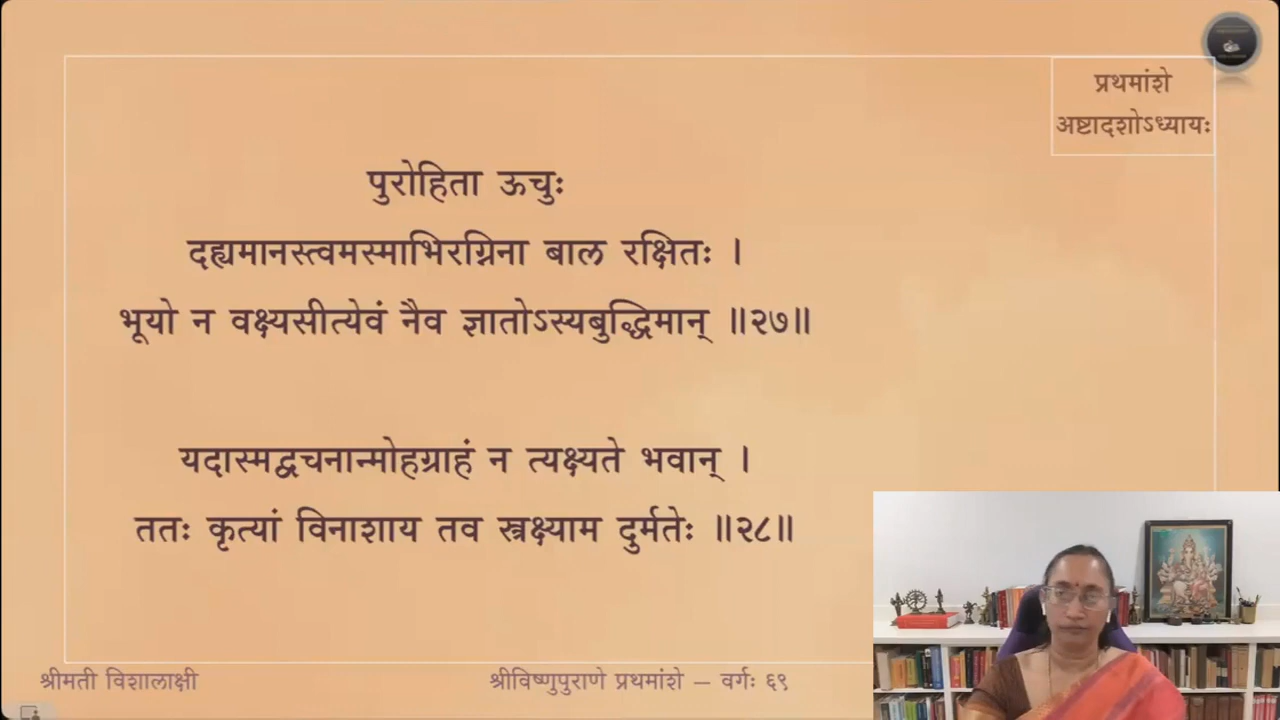 प्रथमांशे
अष्टादशोऽध्यायः
पुरोहिता ऊचुः
दह्यमानस्त्वमस्माभिरग्निना बाल रक्षितः ।
भूयो न वक्ष्यसीत्येवं नैव ज्ञातोऽस्यबुद्धिमान् ॥२७॥
यदास्मद्वचनान्मोहग्राहं न त्यक्ष्यते भवान् ।
ततः कृत्यां विनाशाय तव स्त्रक्ष्याम दुर्मतेः ॥२८॥
श्रीमती विशालाक्षी
श्रीविष्णुपुराणे प्रथमांशे – वर्गः ६९